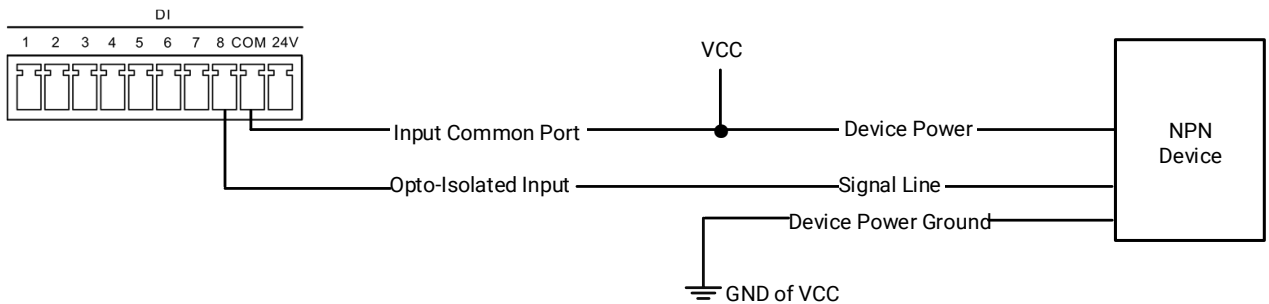 DI
1 2 3 4 5 6 7 8 COM 24V
VCC
Input Common Port
Device Power
NPN
Device
Opto-Isolated Input
Signal Line
Device Power Ground
GND of VCC